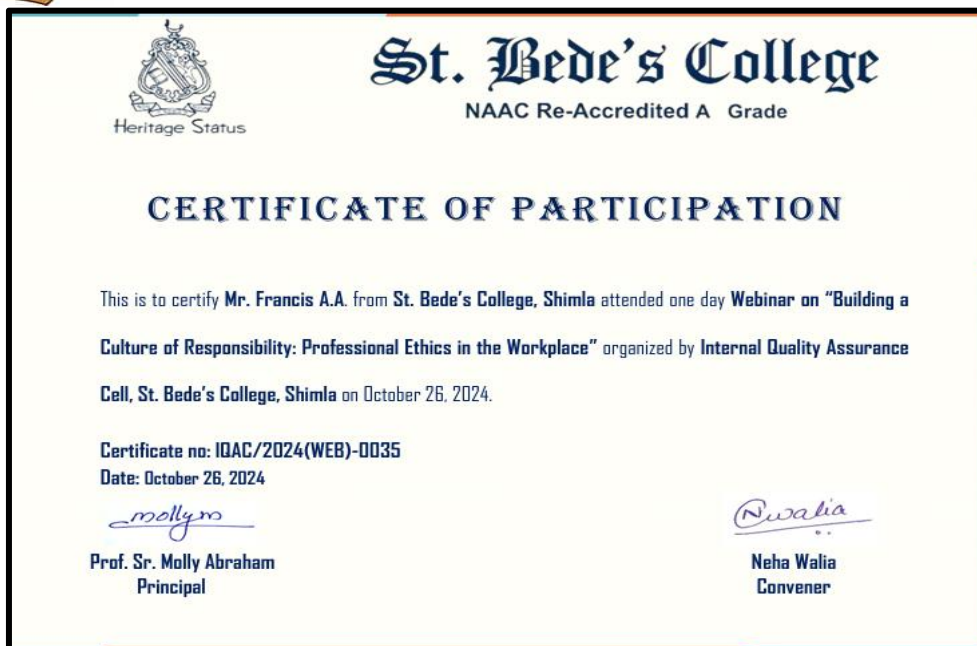 Heritage Status
St. Bede's College
NAAC Re-Accredited A Grade
CERTIFICATE OF PARTICIPATION
This is to certify Mr. Francis A.A. from St. Bede's College, Shimla attended one day Webinar on “Building a
Culture of Responsibility: Professional Ethics in the Workplace” organized by Internal Quality Assurance
Cell, St. Bede's College, Shimla on October 26, 2024.
Certificate no: IQAC/2024(WEB)-0035
Date: October 26, 2024
mollym
Nwalia
Prof. Sr. Molly Abraham
Neha Walia
Principal
Convener